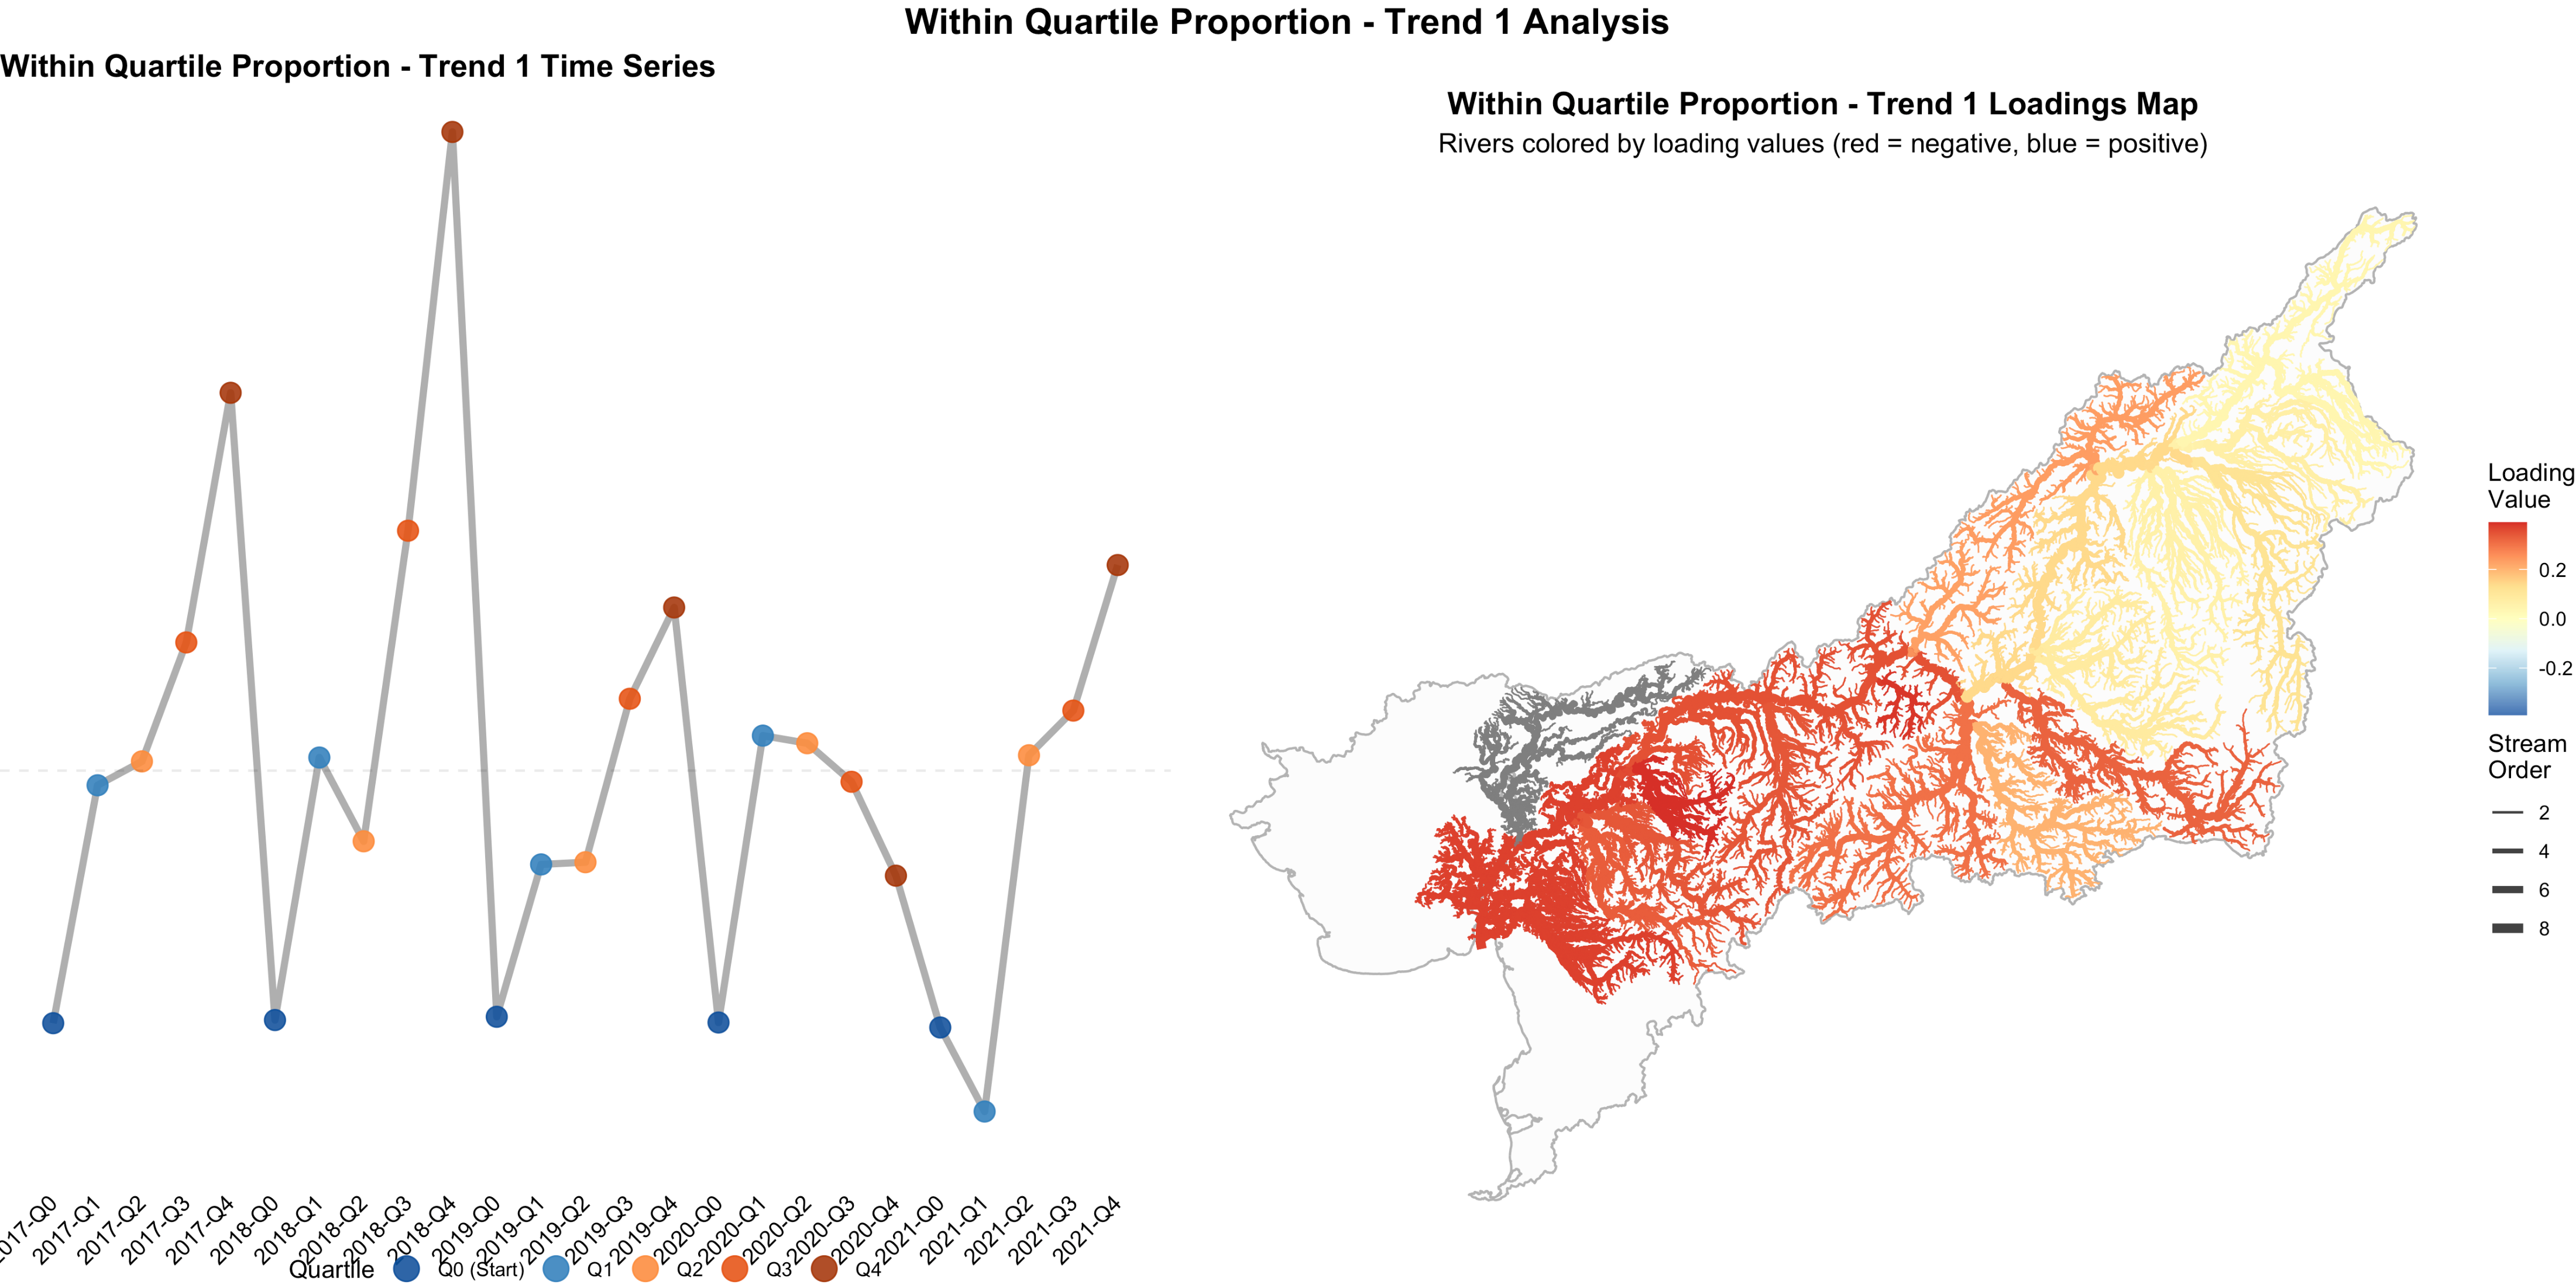 Within Quartile Proportion - Trend 1 Analysis
Within Quartile Proportion - Trend 1 Time Series
2017-Q0
2017-Q1
2017-Q2
2017-Q3
2017-Q4
2018-Q0
2018-Q1
2018-Q2
2018-Q3
2018-Q4
2019-Q0
2019-Q1
2019-Q2
2019-Q3
2019-Q4
2020-Q0
2020-Q1
2020-Q2
2020-Q3
2020-Q4
2021-Q0
2021-Q1
2021-Q2
2021-Q3
2021-Q4
Quartile Q0 (Start) Q1 Q2 Q3 Q4
Within Quartile Proportion - Trend 1 Loadings Map
Rivers colored by loading values (red = negative, blue = positive)
Loading
Value
0.2
0.0
-0.2
Stream
Order
2
4
6
8